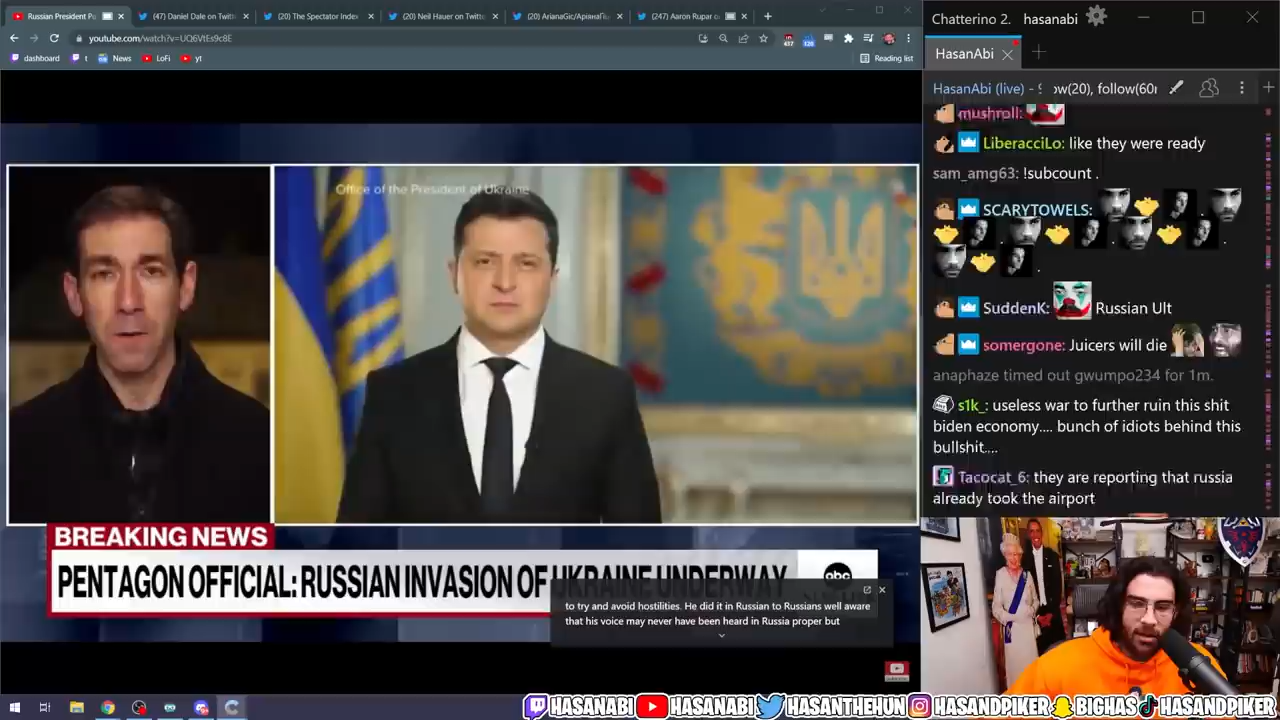 Russian President Po
(47) Daniel Dale on Twitt
(20) The Spectator Index
(20) Neil Hauer on Twitter
(20) ArianaGic/АріянаГі
(247) Aaron Rupar o
youtube.com/watch?v=UQ6VtEs9c8E
dashboard
t
News
LoFi
yt
Reading list
Office of the President of Ukraine
BREAKING NEWS
PENTAGON OFFICIAL: RUSSIAN INVASION OF UKRAINE UNDERWAY
abc
to try and avoid hostilities. He did it in Russian to Russians well aware
that his voice may never have been heard in Russia proper but
Chatterino 2. hasanabi
HasanAbi
HasanAbi (live) - 9 ow(20), follow(60m
mushroll:
LiberacciLo: like they were ready
sam_amg63: !subcount .
SCARYTOWELS:
SuddenK: Russian Ult
somergone: Juicers will die
anaphaze timed out gwumpo234 for 1m.
s1k_: useless war to further ruin this shit
biden economy.... bunch of idiots behind this
bullshit....
Tacocat_6: they are reporting that russia
already took the airport
HASANABI HASANABI HASANTHEHUN HASANDPIKER BIGHAS HASANDPIKER